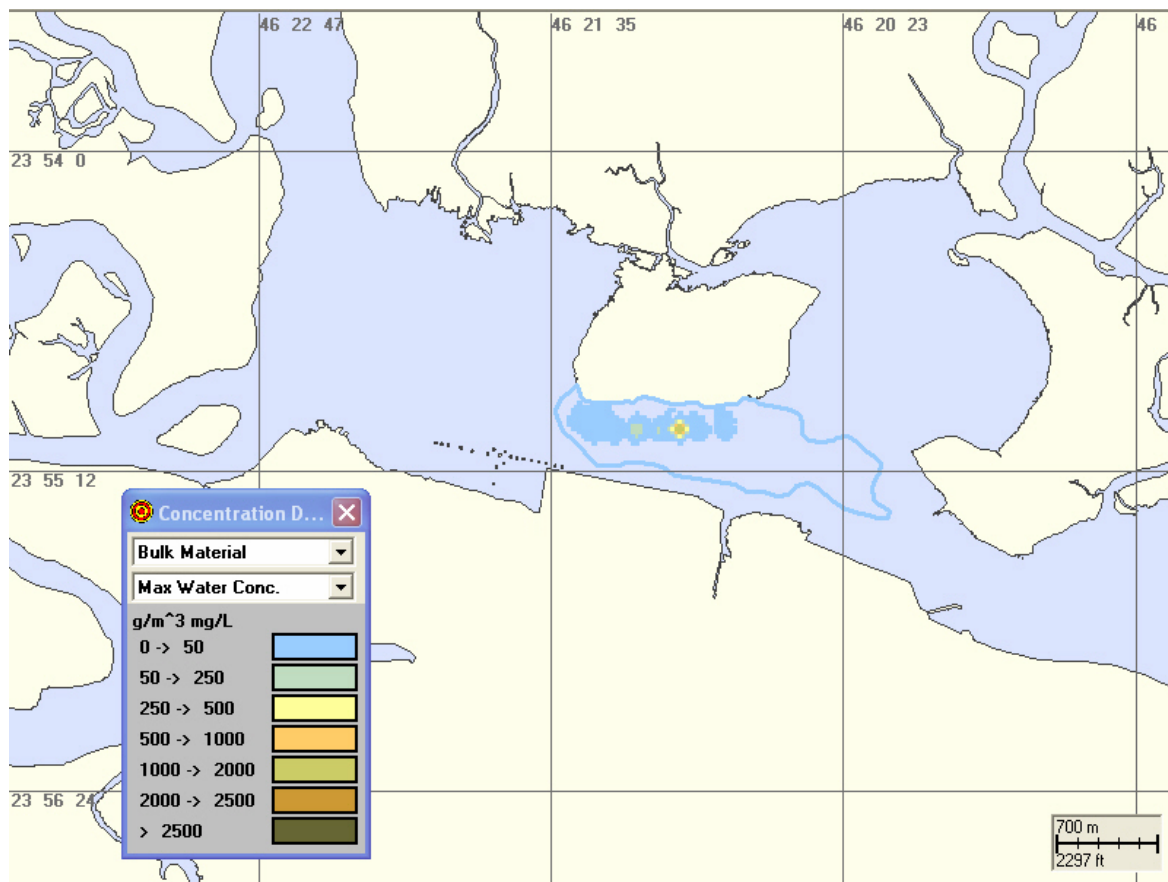 46 22 47
46 21 35
46 20 23
46
23 54 0
23 55 12
23 56 24
Concentration D...
Bulk Material
Max Water Conc.
g/m^3 mg/L
0 -> 50
50 -> 250
250 -> 500
500 -> 1000
1000 -> 2000
2000 -> 2500
> 2500
700 m
2297 ft